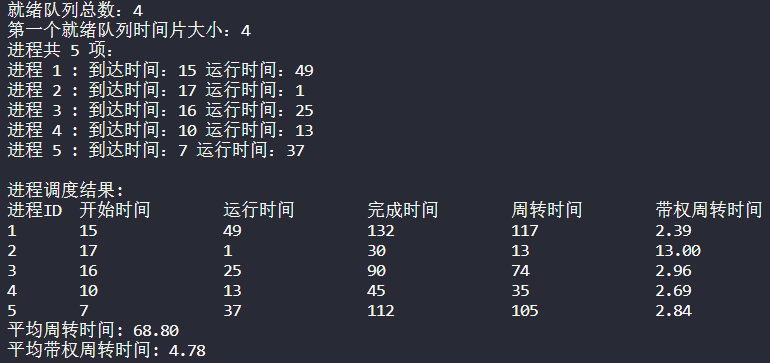 就绪队列总数: 4
第一个就绪队列时间片大小: 4
进程共 5 项:
进程 1 : 到达时间: 15 运行时间: 49
进程 2 : 到达时间: 17 运行时间: 1
进程 3 : 到达时间: 16 运行时间: 25
进程 4 : 到达时间: 10 运行时间: 13
进程 5 : 到达时间: 7 运行时间: 37
进程调度结果:
进程ID 开始时间 运行时间 完成时间 周转时间 带权周转时间
1 15 49 132 117 2.39
2 17 1 30 13 13.00
3 16 25 90 74 2.96
4 10 13 45 35 2.69
5 7 37 112 105 2.84
平均周转时间: 68.80
平均带权周转时间: 4.78